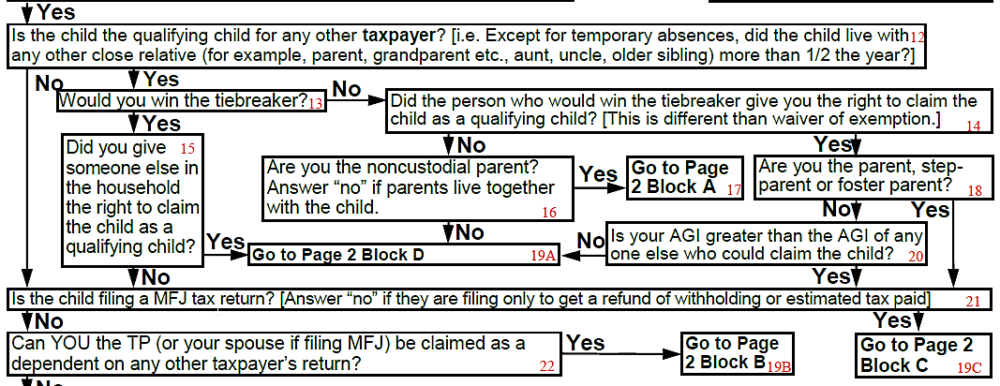 Yes
Is the child the qualifying child for any other taxpayer? [i.e. Except for temporary absences, did the child live with 12
any other close relative (for example, parent, grandparent etc., aunt, uncle, older sibling) more than 1/2 the year?]
No
Yes
Would you win the tiebreaker? 13
No
Did the person who would win the tiebreaker give you the right to claim the
child as a qualifying child? [This is different than waiver of exemption.] 14
Yes
Did you give 15
someone else in
the household
the right to claim
the child as a
qualifying child?
No
Are you the noncustodial parent?
Answer “no” if parents live together
with the child. 16
Yes
Go to Page
2 Block A 17
Yes
Are you the parent, step-
parent or foster parent? 18
No
Yes
No
Is your AGI greater than the AGI of any
one else who could claim the child? 20
No
Yes
Go to Page 2 Block D 19A
No
Yes
Is the child filing a MFJ tax return? [Answer “no” if they are filing only to get a refund of withholding or estimated tax paid] 21
No
Yes
Can YOU the TP (or your spouse if filing MFJ) be claimed as a
dependent on any other taxpayer’s return? 22
Yes
Go to Page
2 Block B 19B
Go to Page 2
Block C 19C
No